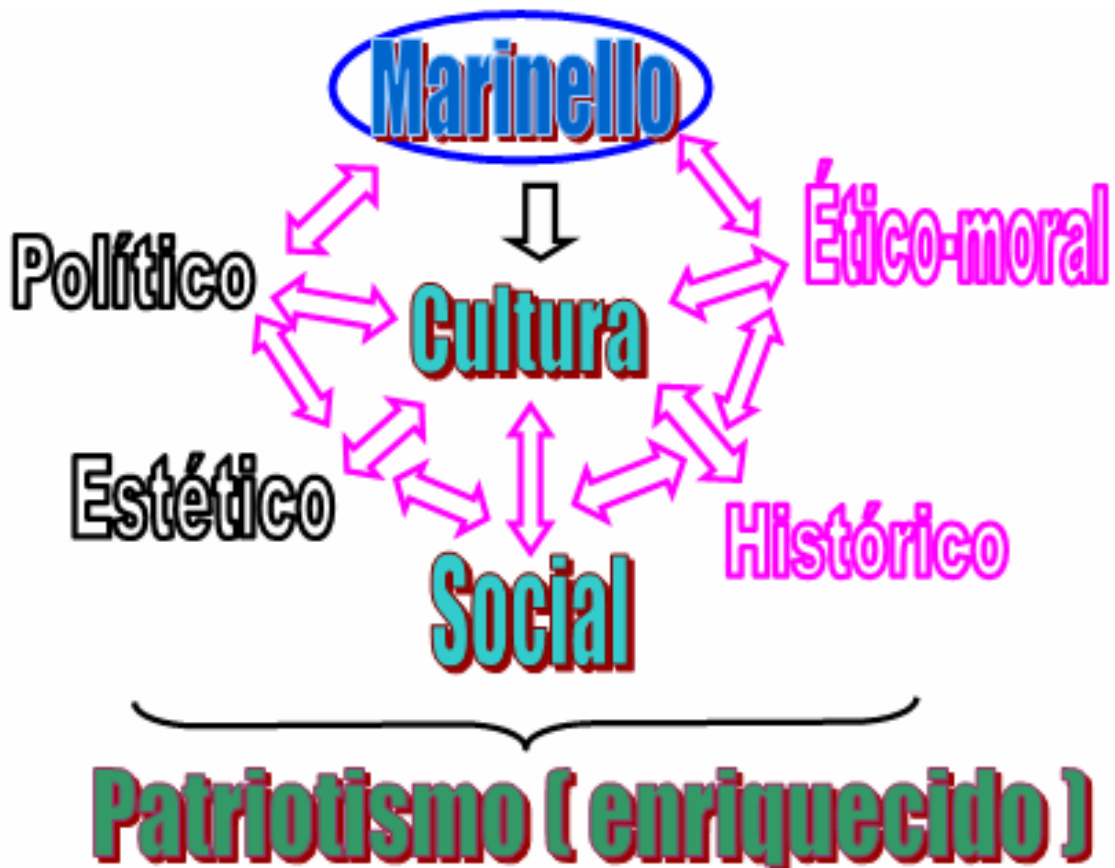 Marinello
Político
Ético-moral
Cultura
Estético
Histórico
Social
Patriotismo ( enriquecido )